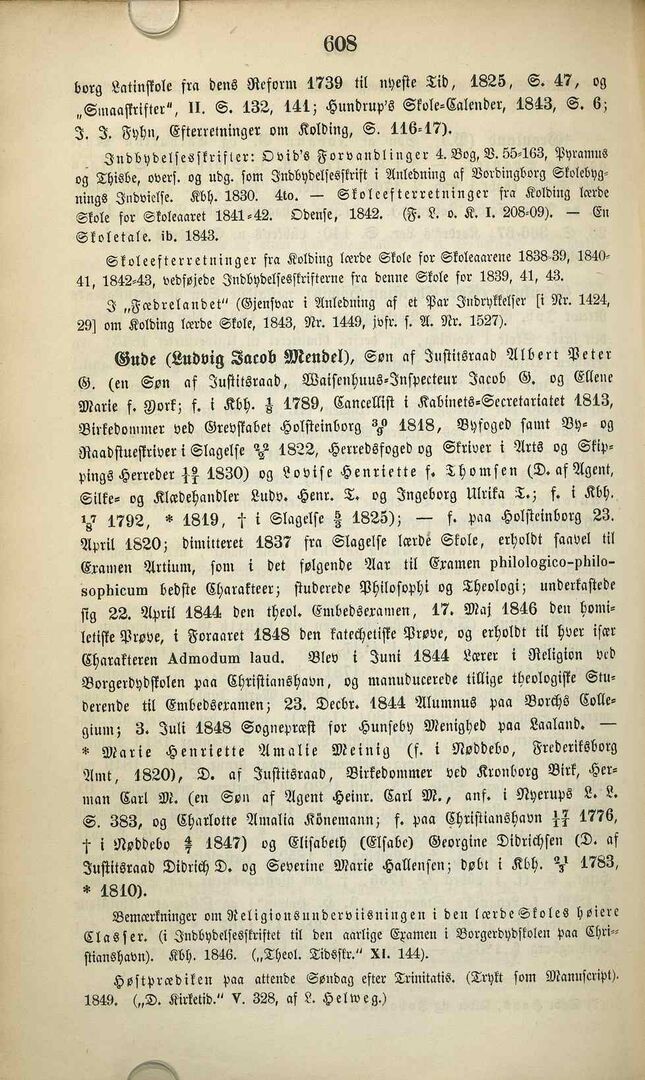 608
borg Latinskole fra dens Reform 1739 til nyeste Tid, 1825, S. 47, og
„Smaaskrifter“, II. S. 132, 141; Hundrup's Skole-Calender, 1843, S. 6;
J. J. Fyhn, Efterretninger om Kolding, S. 116-17).
Indbydelsesskrifter: Ovid's Forvandlinger 4. Bog, V. 55-163, Pyramus
og Thisbe, overs. og udg. som Indbydelsesskrift i Anledning af Vordingborg Skolebyg-
nings Indvielse. Kbh. 1830. 4to. — Skoleefterretninger fra Kolding lærde
Skole for Skoleaaret 1841-42. Odense, 1842. (F. L. o. K. I. 208-09). — En
Skoletale. ib. 1843.
Skoleefterretninger fra Kolding lærde Skole for Skoleaarene 1838-39, 1840-
41, 1842-43, vedføjede Indbydelsesskrifterne fra denne Skole for 1839, 41, 43.
I „Fædrelandet“ (Gjensvar i Anledning af et Par Indrykkelser [i Nr. 1424,
29] om Kolding lærde Skole, 1843, Nr. 1449, jvfr. s. A. Nr. 1527).
Gude (Ludvig Jacob Mendel), Søn af Justitsraad Albert Peter
G. (en Søn af Justitsraad, Waisenhuus-Inspecteur Jacob G. og Ellene
Marie f. York; f. i Kbh. 1/8 1789, Cancellist i Kabinets-Secretariatet 1813,
Birkedommer ved Grevskabet Holsteinborg 30/9 1818, Byfoged samt By- og
Raadstueskriver i Slagelse 1822, Herredsfoged og Skriver i Arts og Skip-
pings Herreder 1830) og Lovise Henriette f. Thomsen (D. af Agent,
Silke- og Klædehandler Ludv. Henr. T. og Ingeborg Ulrika T.; f. i Kbh.
17/8 1792, * 1819, † i Slagelse 5/3 1825); — f. paa Holsteinborg 23.
April 1820; dimitteret 1837 fra Slagelse lærde Skole, erholdt saavel til
Examen Artium, som i det følgende Aar til Examen philologico-philo-
sophicum bedste Charakteer; studerede Philosophi og Theologi; underkastede
sig 22. April 1844 den theol. Embedsexamen, 17. Maj 1846 den homi-
letiske Prøve, i Foraaret 1848 den katechetiske Prøve, og erholdt til hver især
Charakteren Admodum laud. Blev i Juni 1844 Lærer i Religion ved
Borgerdydskolen paa Christianshavn, og manuducerede tillige theologiske Stu-
derende til Embedsexamen; 23. Decbr. 1844 Alumnus paa Borchs Colle-
gium; 3. Juli 1848 Sognepræst for Hunseby Menighed paa Laaland. —
* Marie Henriette Amalie Meinig (f. i Nøddebo, Frederiksborg
Amt, 1820), D. af Justitsraad, Birkedommer ved Kronborg Birk, Her-
man Carl M. (en Søn af Agent Heinr. Carl M., anf. i Nyerups L. L.
S. 383, og Charlotte Amalia Könemann; f. paa Christianshavn 17/11 1776,
† i Nøddebo 4/7 1847) og Elisabeth (Elsabe) Georgine Didrichsen (D. af
Justitsraad Didrich D. og Severine Marie Hallensen; døbt i Kbh. 21/3 1783,
* 1810).
Bemærkninger om Religionsunderviisningen i den lærde Skoles høiere
Classer. (i Indbydelsesskriftet til den aarlige Examen i Borgerdydskolen paa Chri-
stianshavn). Kbh. 1846. („Theol. Tidsskr.“ XI. 144).
Høstprædiken paa attende Søndag efter Trinitatis. (Trykt som Manuscript).
1849. („D. Kirketid.“ V. 328, af L. Helweg.)